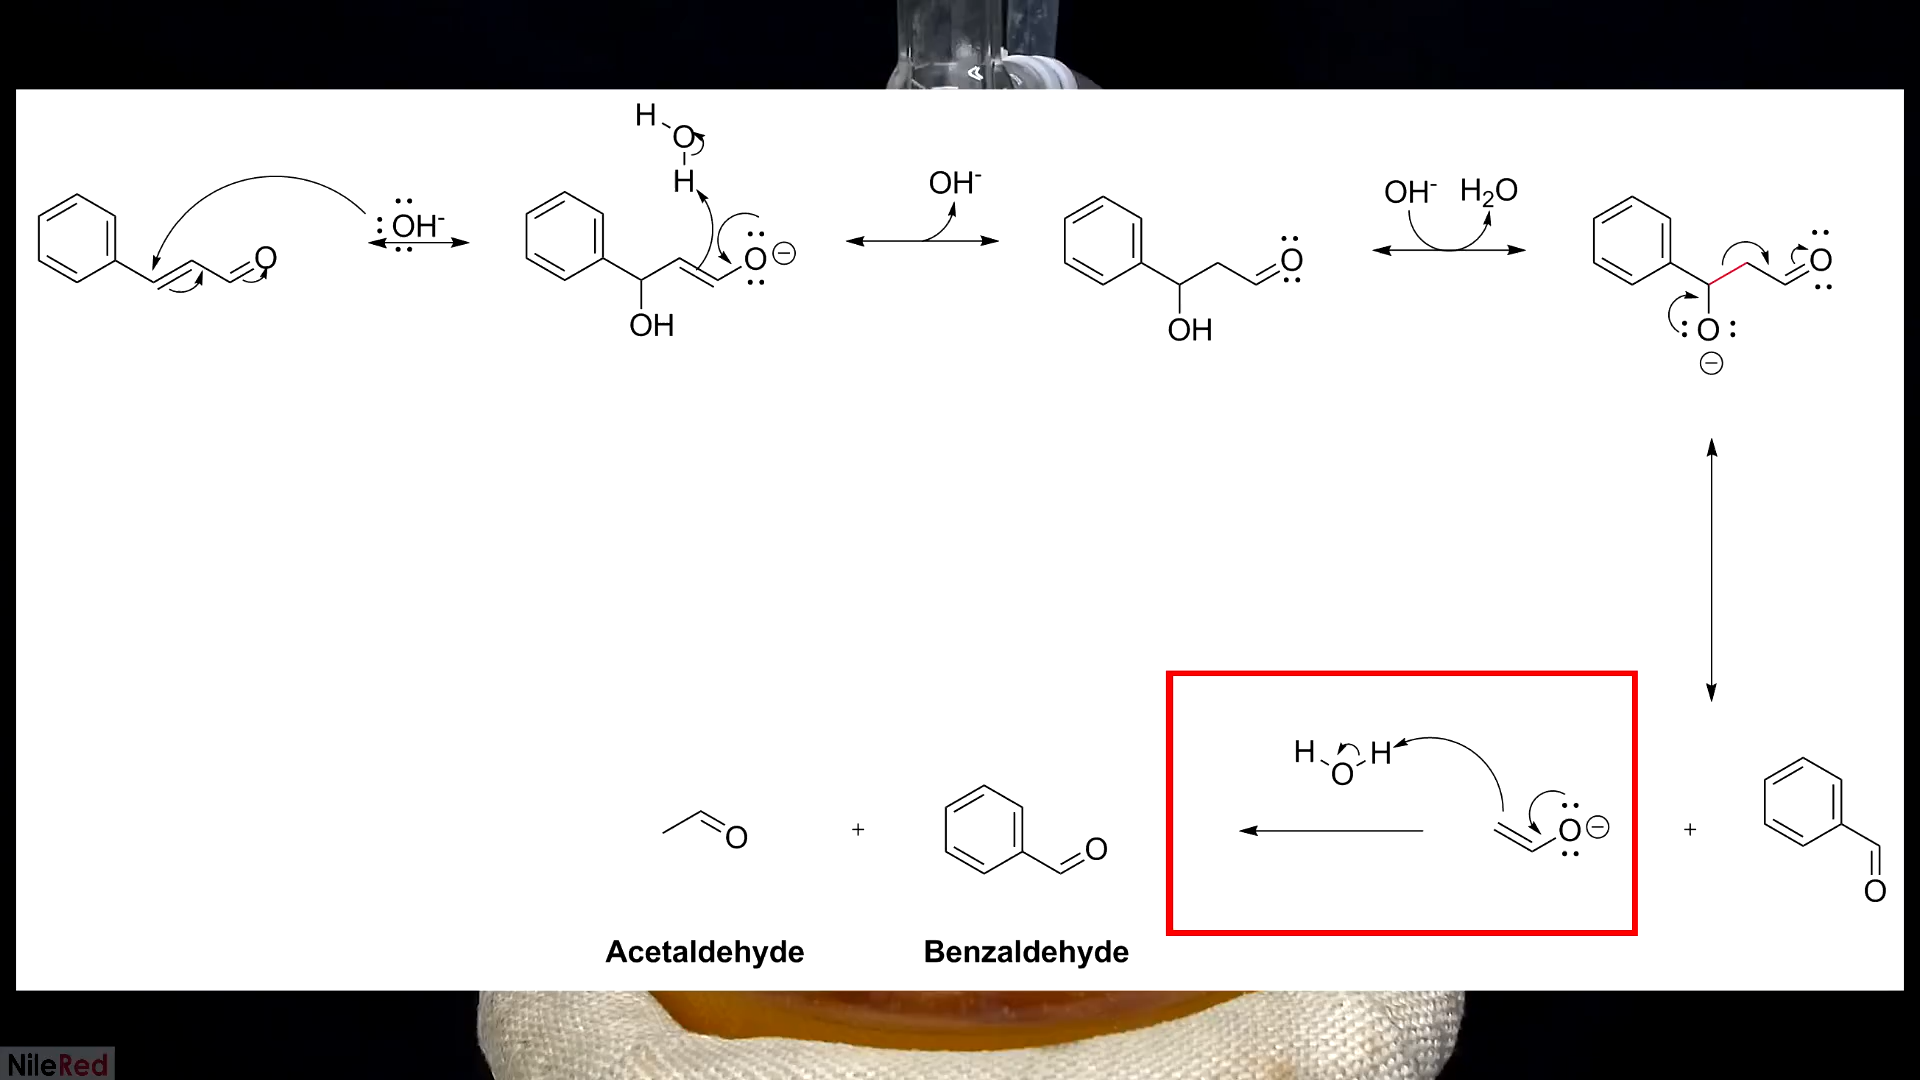 H
O
H
OH-
OH- H₂O
:OH-
O
O ⊖
O
O
OH
OH
:O:
⊖
H O H
O ⊖
+
O
+
O
O
Acetaldehyde
Benzaldehyde
NileRed